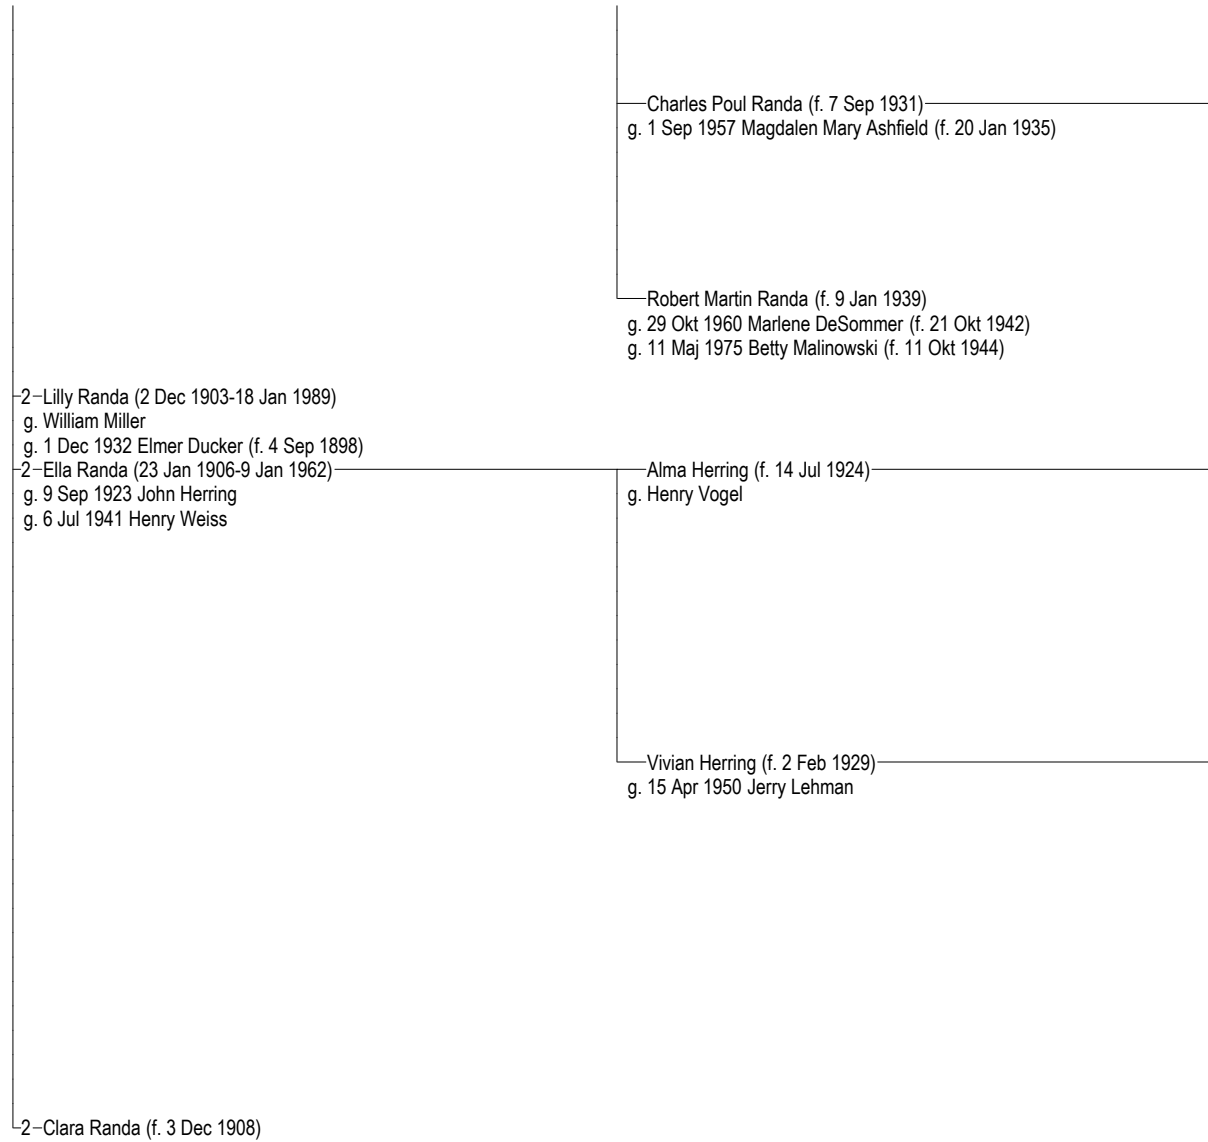 Charles Poul Randa (f. 7 Sep 1931)
g. 1 Sep 1957 Magdalen Mary Ashfield (f. 20 Jan 1935)
Robert Martin Randa (f. 9 Jan 1939)
g. 29 Okt 1960 Marlene DeSommer (f. 21 Okt 1942)
g. 11 Maj 1975 Betty Malinowski (f. 11 Okt 1944)
2 Lilly Randa (2 Dec 1903-18 Jan 1989)
g. William Miller
g. 1 Dec 1932 Elmer Ducker (f. 4 Sep 1898)
2 Ella Randa (23 Jan 1906-9 Jan 1962)
g. 9 Sep 1923 John Herring
g. 6 Jul 1941 Henry Weiss
Alma Herring (f. 14 Jul 1924)
g. Henry Vogel
Vivian Herring (f. 2 Feb 1929)
g. 15 Apr 1950 Jerry Lehman
2 Clara Randa (f. 3 Dec 1908)